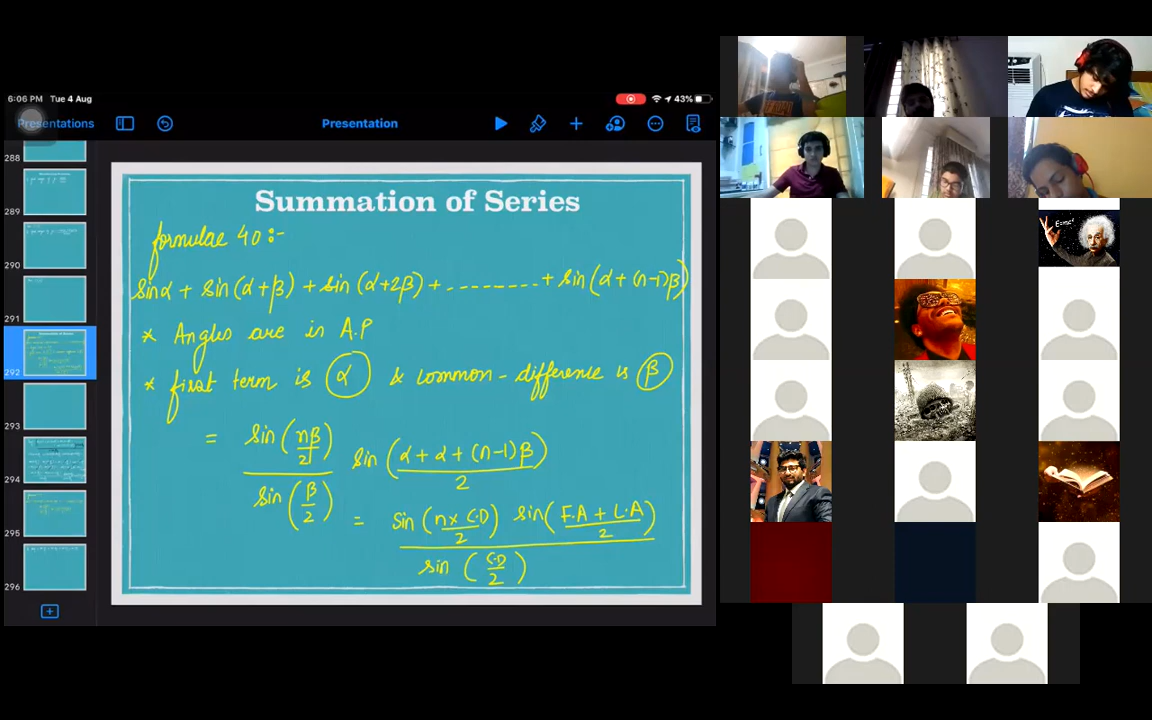 6:06 PM Tue 4 Aug
43%
Presentations
Presentation
288
289
290
291
292
293
294
295
296
Summation of Series
formulae 40:-
sinα + sin(α+β) + sin(α+2β) + ......... + sin(α+(n-1)β)
* Angles are in A.P
* first term is α & common-difference is β
= sin(nβ/2) / sin(β/2) sin(α+α+(n-1)β / 2)
= sin(n×C.D/2) sin(F.A+L.A/2) / sin(C.D/2)